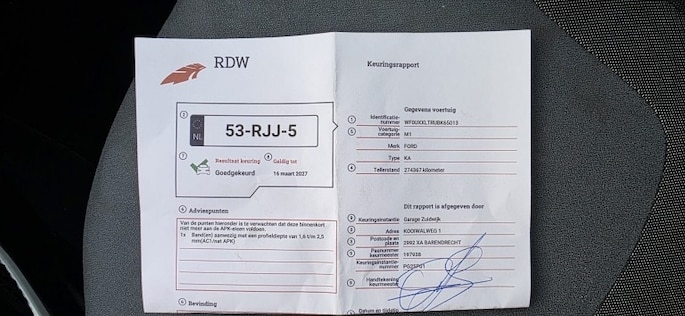 RDW
Keuringsrapport
NL
53-RJJ-5
Resultaat keuring
Geldig tot
Goedgekeurd
16 maart 2027
Adviespunten
Van de punten hieronder is te verwachten dat deze binnenkort
niet meer aan de APK-eisen voldoen.
1x Band(en) aanwezig met een profieldiepte van 1,6 t/m 2,5
mm(AC1/nat APK)
Bevinding
Gegevens voertuig
Identificatie-
nummer
Voertuig-
categorie M1
Merk FORD
Type KA
Tellerstand 274367 kilometer
Dit rapport is afgegeven door
Keuringsinstantie Garage Zuidwijk
Adres KOOIWALWEG 1
Postcode en
plaats 2992 XA BARENDRECHT
Pasnummer
keurmeester 197938
Keuringsinstantie-
nummer
Handtekening
keurmeester
Datum en tijdstip